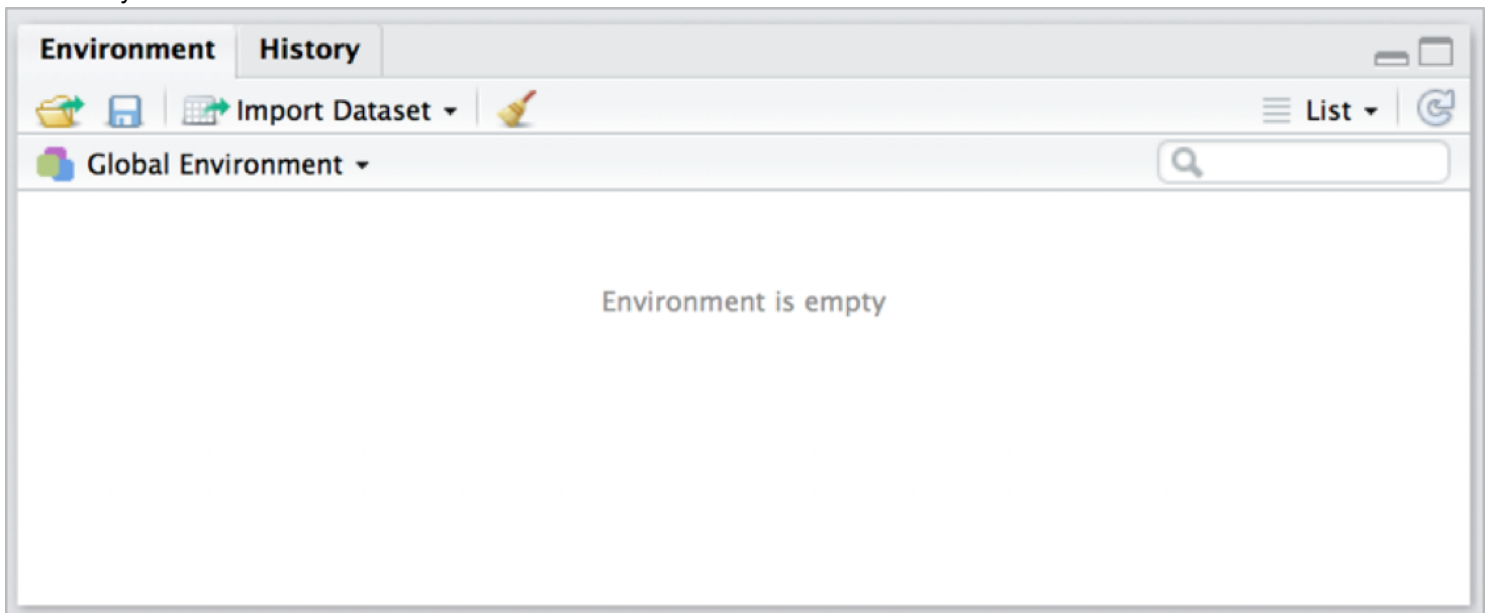 Environment History
Import Dataset List
Global Environment
Environment is empty